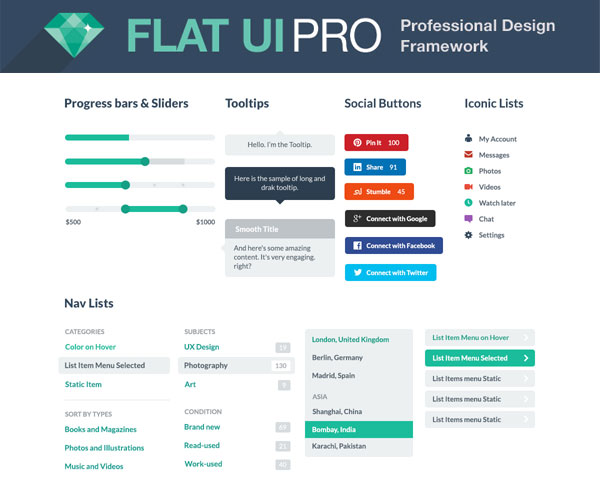 FLAT UI PRO
Professional Design
Framework
Progress bars & Sliders
$500 $1000
Tooltips
Hello. I'm the Tooltip.
Here is the sample of long and
drak tooltip.
Smooth Title
And here's some amazing
content. It's very engaging.
right?
Social Buttons
Pin It 100
Share 91
Stumble 45
Connect with Google
Connect with Facebook
Connect with Twitter
Iconic Lists
My Account
Messages
Photos
Videos
Watch later
Chat
Settings
Nav Lists
CATEGORIES
Color on Hover
List Item Menu Selected
Static Item
SORT BY TYPES
Books and Magazines
Photos and Illustrations
Music and Videos
SUBJECTS
UX Design 19
Photography 130
Art 9
CONDITION
Brand new 69
Read-used 21
Work-used 40
London, United Kingdom
Berlin, Germany
Madrid, Spain
ASIA
Shanghai, China
Bombay, India
Karachi, Pakistan
List Item Menu on Hover
List Item Menu Selected
List Items menu Static
List Items menu Static
List Items menu Static